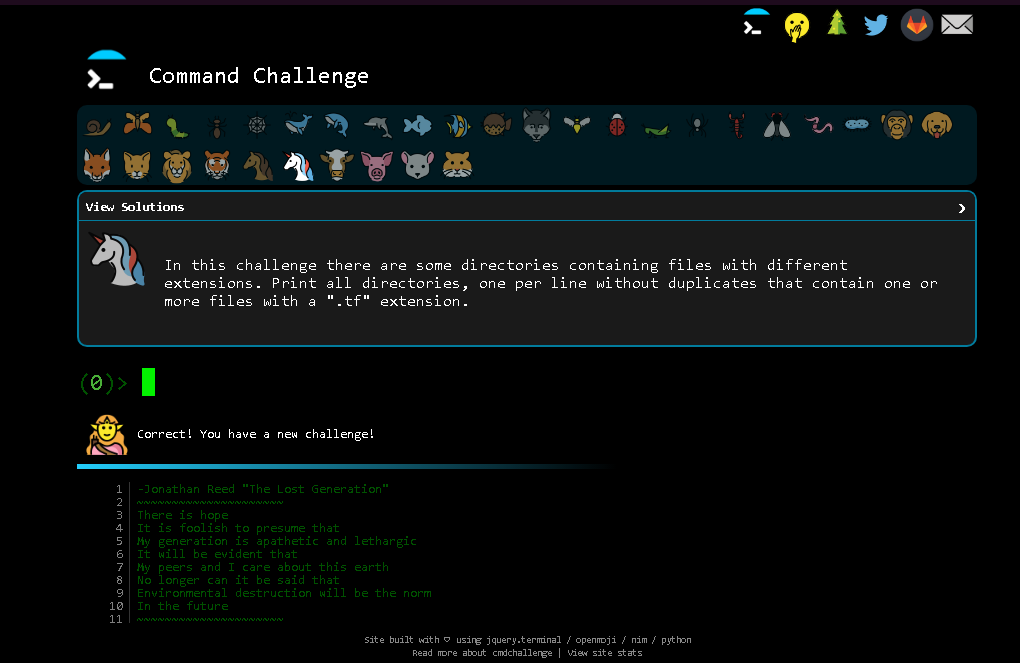 Command Challenge
View Solutions
In this challenge there are some directories containing files with different
extensions. Print all directories, one per line without duplicates that contain one or
more files with a ".tf" extension.
(0)>
Correct! You have a new challenge!
1 -Jonathan Reed "The Lost Generation"
2 ~~~~~~~~~~~~~~~~~~~~~
3 There is hope
4 It is foolish to presume that
5 My generation is apathetic and lethargic
6 It will be evident that
7 My peers and I care about this earth
8 No longer can it be said that
9 Environmental destruction will be the norm
10 In the future
11 ~~~~~~~~~~~~~~~~~~~~~
Site built with ♡ using jquery.terminal / openmoji / nim / python
Read more about cmdchallenge | View site stats